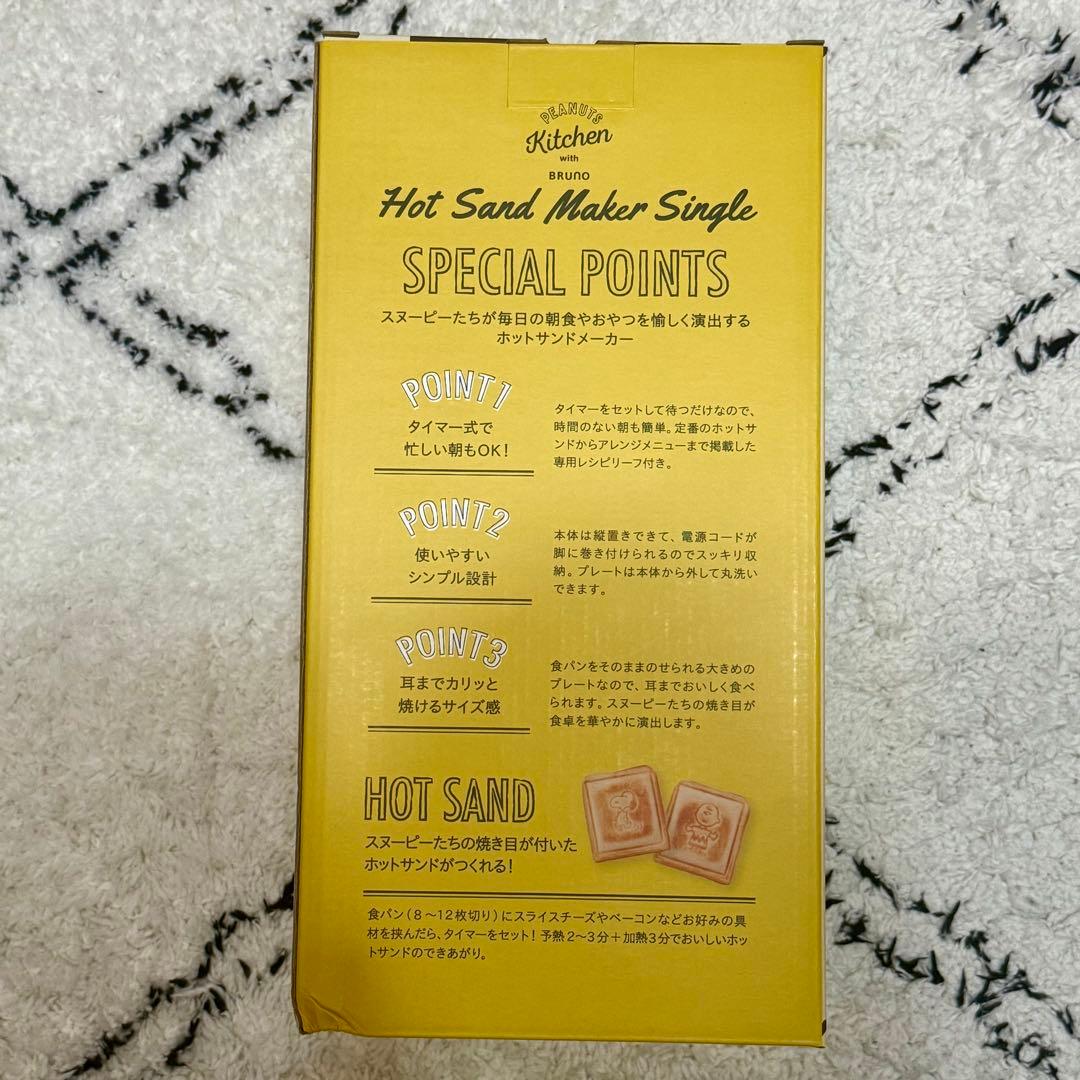 PEANUTS
Kitchen
with
BRUNO
Hot Sand Maker Single
SPECIAL POINTS
スヌーピーたちが毎日の朝食やおやつを愉しく演出する
ホットサンドメーカー
POINT1
タイマー式で
忙しい朝もOK!
タイマーをセットして待つだけなので、
時間のない朝も簡単。定番のホットサ
ンドからアレンジメニューまで掲載した
専用レシピリーフ付き。
POINT2
使いやすい
シンプル設計
本体は縦置きできて、電源コードが
脚に巻き付けられるのでスッキリ収
納。プレートは本体から外して丸洗い
できます。
POINT3
耳までカリッと
焼けるサイズ感
食パンをそのままのせられる大きめの
プレートなので、耳までおいしく食べ
られます。スヌーピーたちの焼き目が
食卓を華やかに演出します。
HOT SAND
スヌーピーたちの焼き目が付いた
ホットサンドがつくれる!
食パン(8〜12枚切り)にスライスチーズやベーコンなどお好みの具
材を挟んだら、タイマーをセット! 予熱2〜3分+加熱3分でおいしいホッ
トサンドのできあがり。